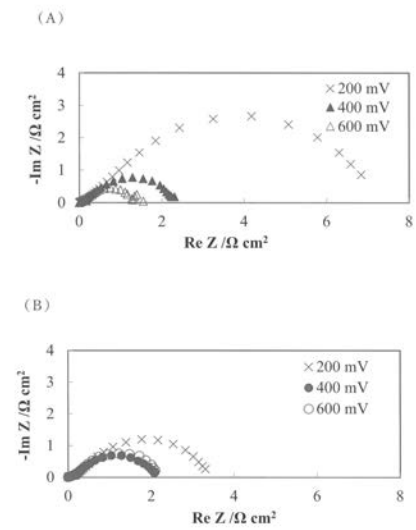 (A)
4
3
2
1
0
-Im Z /Ω cm²
× 200 mV
▲ 400 mV
△ 600 mV
0 2 4 6 8
Re Z /Ω cm²
(B)
4
3
2
1
0
-Im Z /Ω cm²
× 200 mV
● 400 mV
○ 600 mV
0 2 4 6 8
Re Z /Ω cm²